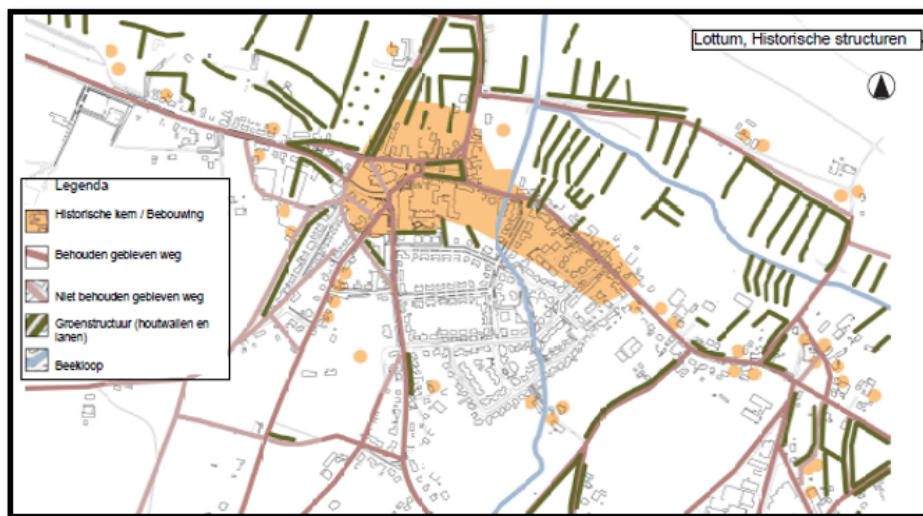 Lottum, Historische structuren
Legenda
Historische kern / Bebouwing
Behouden gebleven weg
Niet behouden gebleven weg
Groenstructuur (houtwallen en
lanen)
Beekloop